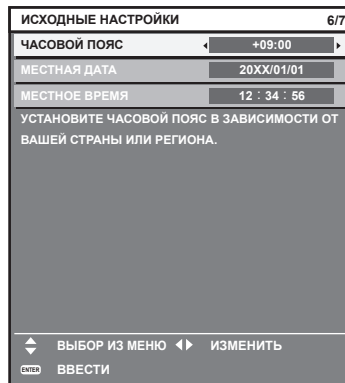 ИСХОДНЫЕ НАСТРОЙКИ 6/7
ЧАСОВОЙ ПОЯС +09:00
МЕСТНАЯ ДАТА 20XX/01/01
МЕСТНОЕ ВРЕМЯ 12 : 34 : 56
УСТАНОВИТЕ ЧАСОВОЙ ПОЯС В ЗАВИСИМОСТИ ОТ
ВАШЕЙ СТРАНЫ ИЛИ РЕГИОНА.
ВЫБОР ИЗ МЕНЮ ИЗМЕНИТЬ
ENTER ВВЕСТИ